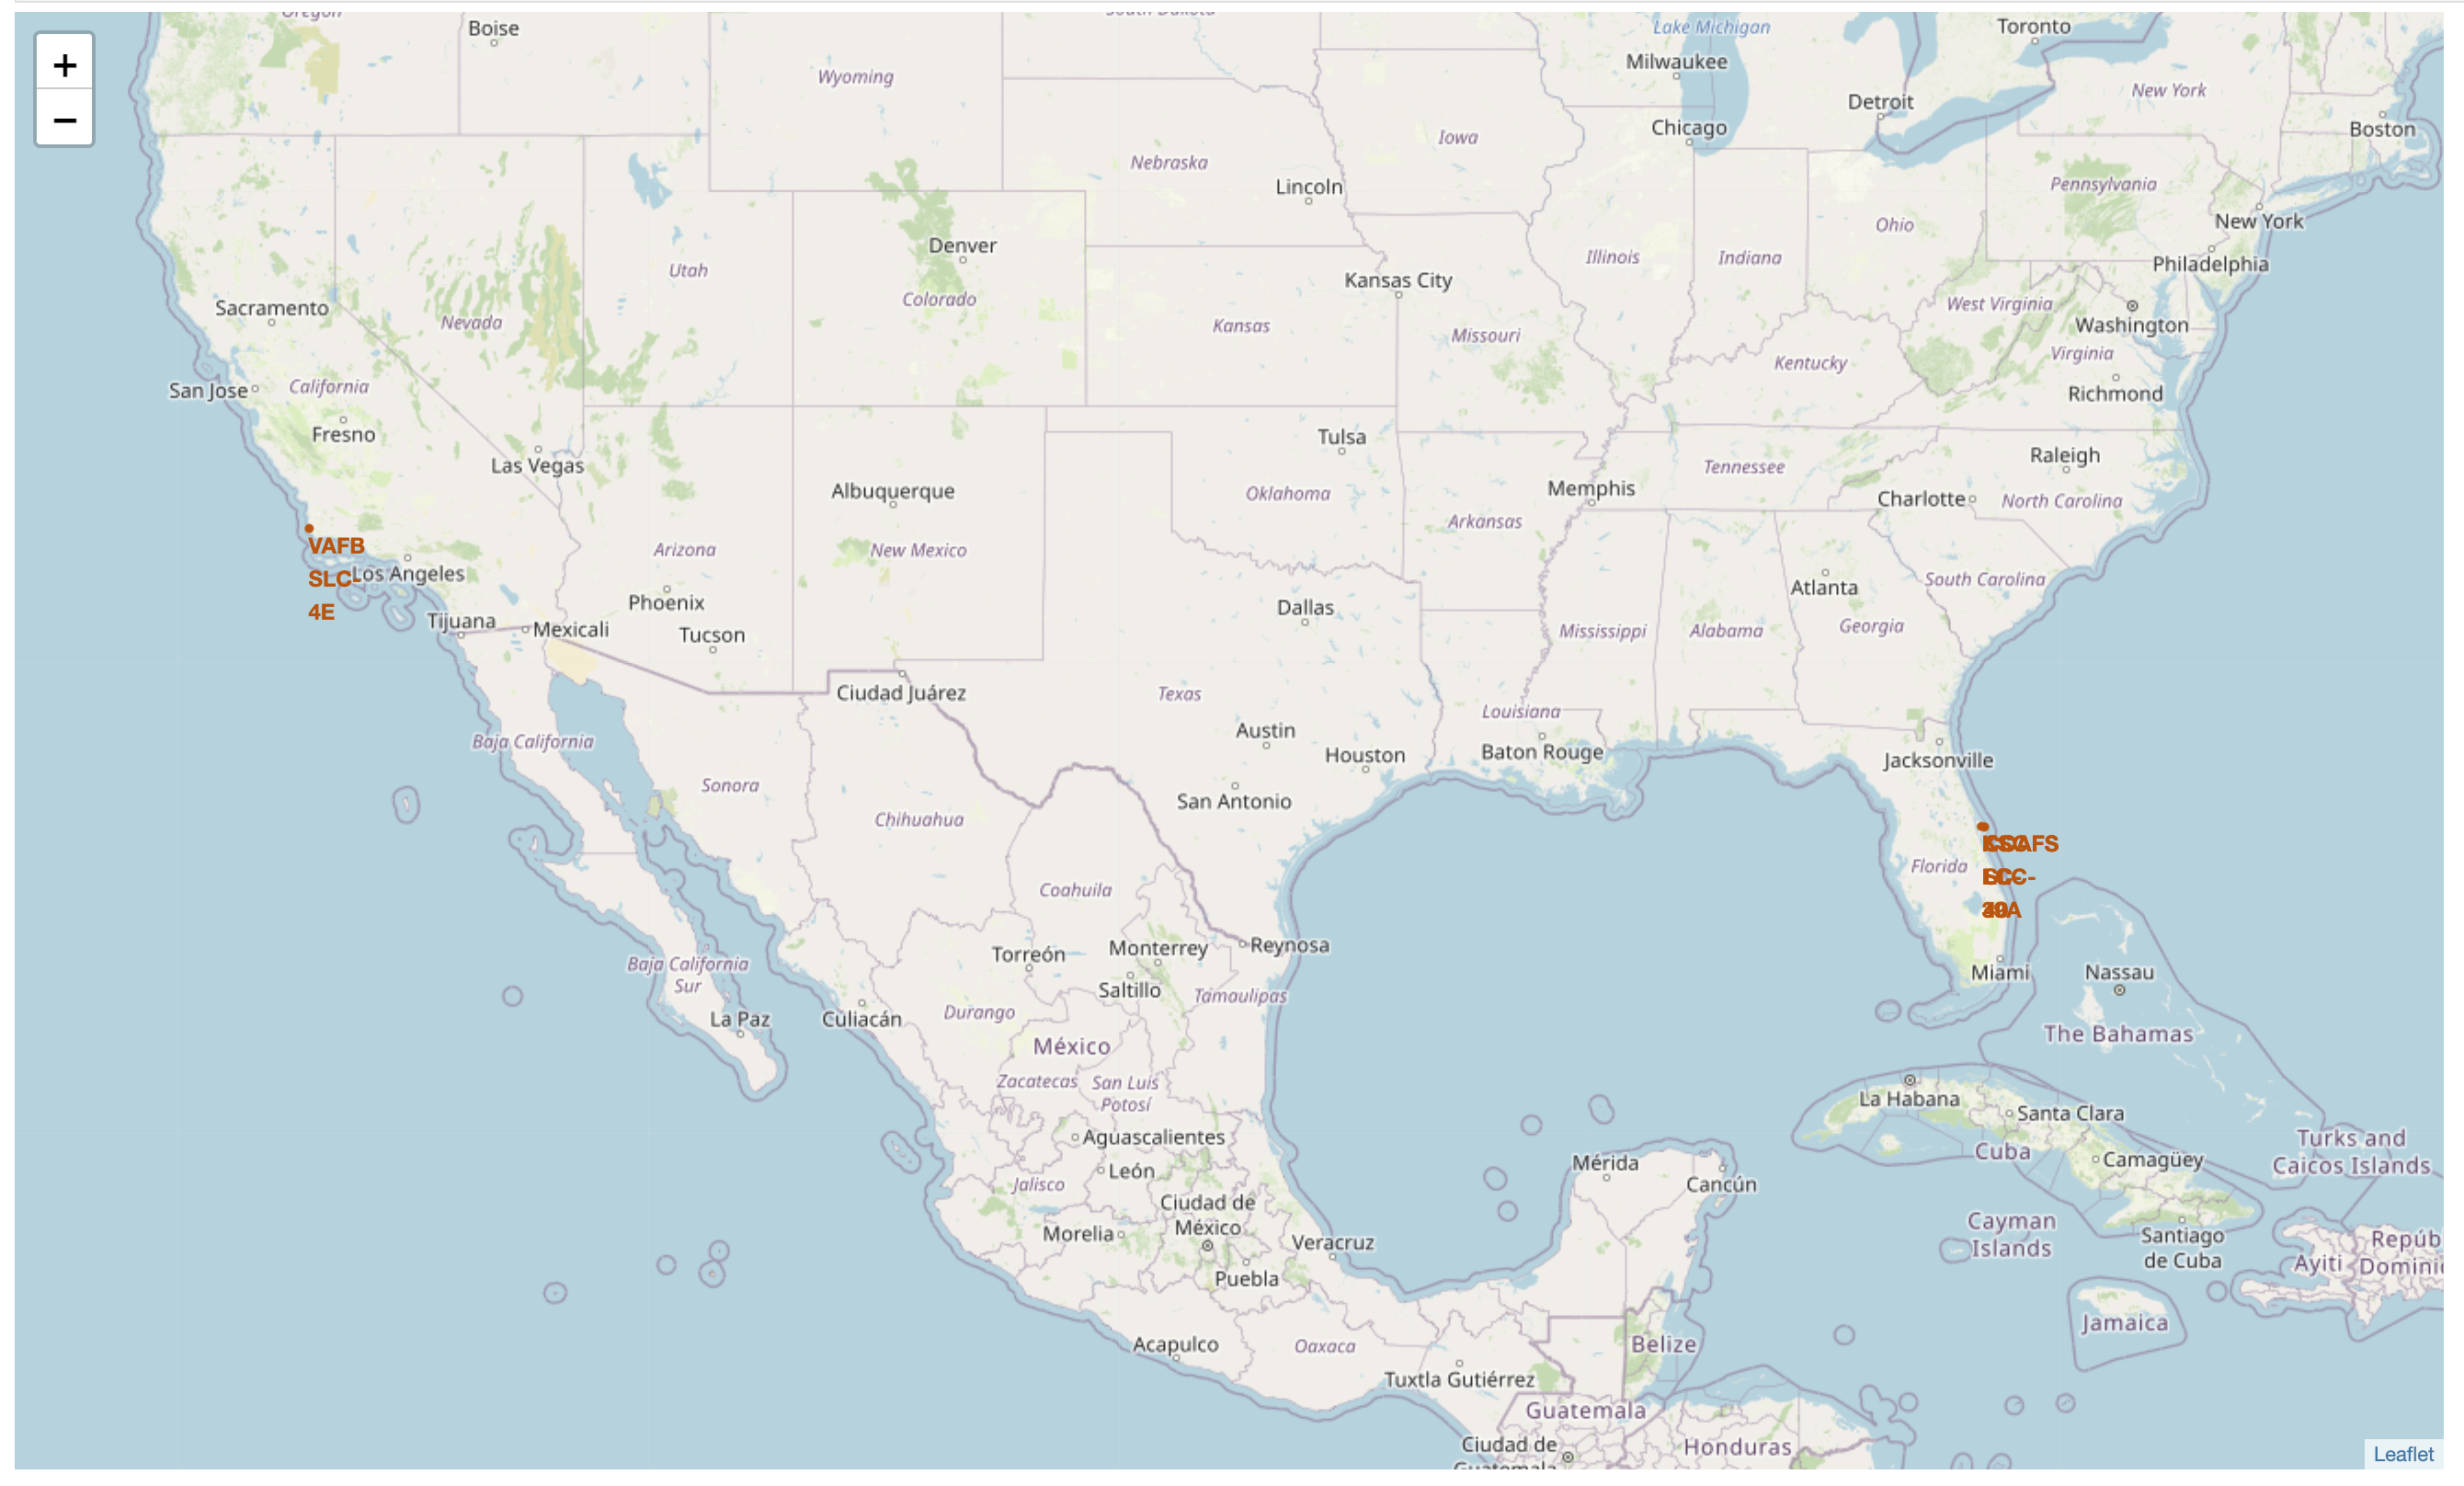 Oregon
South Dakota
Boise
Lake Michigan
Toronto
+
Milwaukee
Wyoming
New York
−
Detroit
Chicago
Boston
Iowa
Nebraska
Pennsylvania
Lincoln
New York
Ohio
Denver
Illinois
Indiana
Philadelphia
Utah
Kansas City
Colorado
West Virginia
Sacramento
Nevada
Kansas
Washington
Missouri
Virginia
Kentucky
San Jose
California
Richmond
Fresno
Tulsa
Las Vegas
Raleigh
Tennessee
Albuquerque
Oklahoma
Memphis
Charlotte
North Carolina
Arkansas
VAFB
SLC-
4E
Arizona
New Mexico
Los Angeles
Atlanta
South Carolina
Phoenix
Dallas
Tijuana
Mexicali
Tucson
Mississippi
Alabama
Georgia
Ciudad Juárez
Texas
Louisiana
Austin
Baja California
Houston
Baton Rouge
Jacksonville
Sonora
San Antonio
Chihuahua
Florida
Coahuila
Reynosa
Monterrey
Torreón
Baja California
Sur
Miami
Nassau
Saltillo
Tamaulipas
La Paz
Culiacán
Durango
The Bahamas
México
Zacatecas
San Luis
Potosí
La Habana
Santa Clara
Aguascalientes
Turks and
Caicos Islands
Cuba
Camagüey
Mérida
León
Cancún
Jalisco
Ciudad de
México
Cayman
Islands
Morelia
Veracruz
Santiago
de Cuba
Repúb
Ayiti
Domini
Puebla
Jamaica
Acapulco
Oaxaca
Belize
Tuxtla Gutiérrez
Guatemala
Ciudad de
Guatemala
Honduras
Leaflet